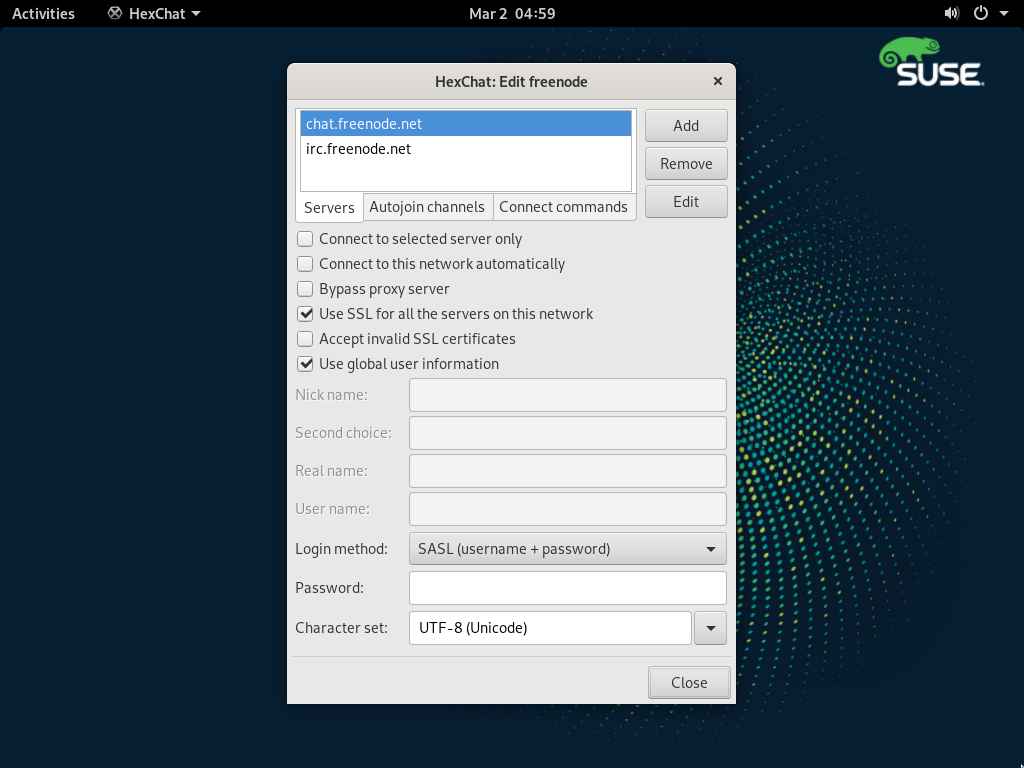 Activities HexChat Mar 2 04:59
SUSE
HexChat: Edit freenode
chat.freenode.net
irc.freenode.net
Add
Remove
Edit
Servers Autojoin channels Connect commands
Connect to selected server only
Connect to this network automatically
Bypass proxy server
Use SSL for all the servers on this network
Accept invalid SSL certificates
Use global user information
Nick name:
Second choice:
Real name:
User name:
Login method: SASL (username + password)
Password:
Character set: UTF-8 (Unicode)
Close